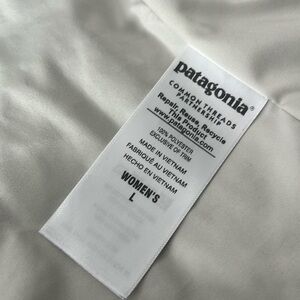 patagonia®
COMMON THREADS
PARTNERSHIP
Repair, Reuse, Recycle
This Product
www.patagonia.com
100% POLYESTER
EXCLUSIVE OF TRIM
MADE IN VIETNAM
FABRIQUÉ AU VIETNAM
HECHO EN VIETNAM
WOMEN'S
L